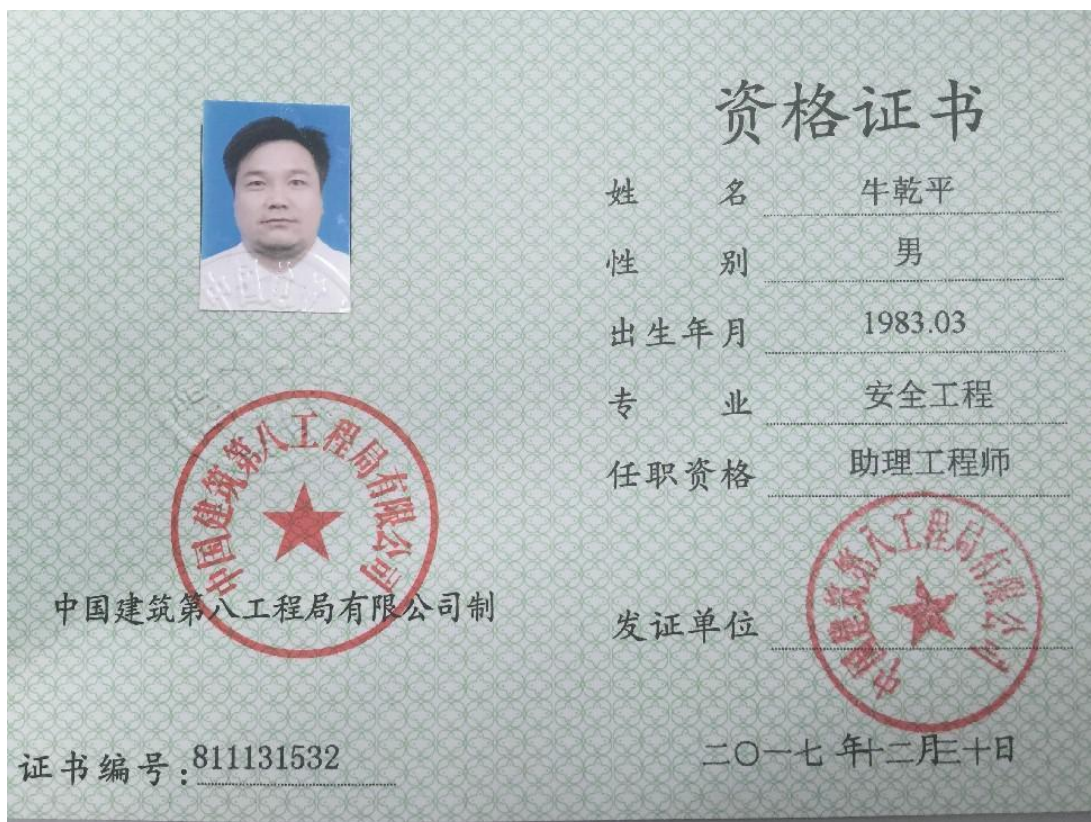 中国建筑第八工程局有限公司
中国建筑第八工程局有限公司制
证书编号：811131532
资格证书
姓名 牛乾平
性别 男
出生年月 1983.03
专业 安全工程
任职资格 助理工程师
发证单位
中国建筑第八工程局有限公司
二〇一七年十二月三十日